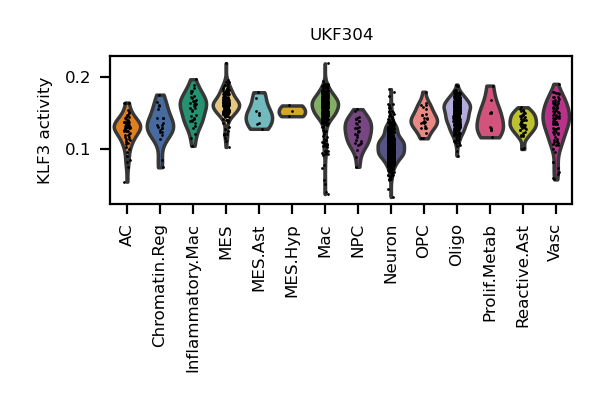 UKF304
KLF3 activity
0.2
0.1
AC
Chromatin.Reg
Inflammatory.Mac
MES
MES.Ast
MES.Hyp
Mac
NPC
Neuron
OPC
Oligo
Prolif.Metab
Reactive.Ast
Vasc